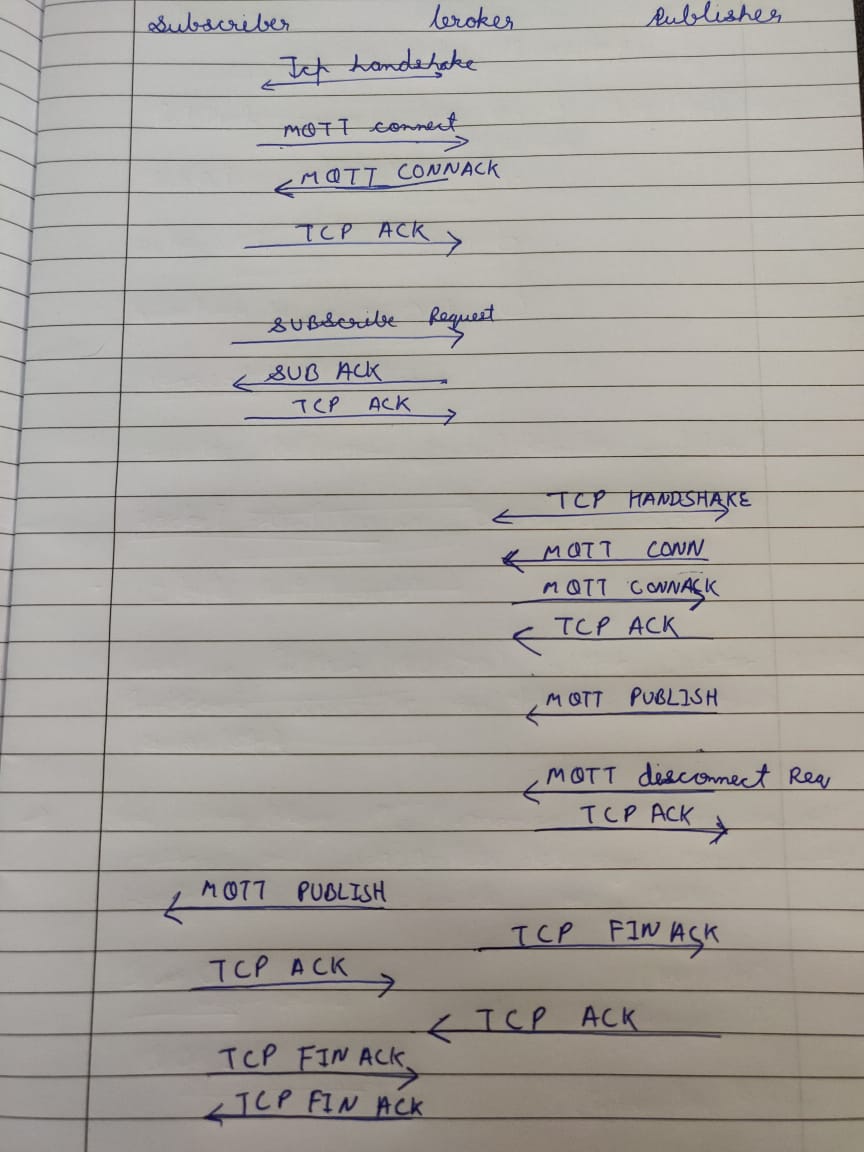 Subscriber broker Publisher
Tcp handshake
MQTT connect
MQTT CONNACK
TCP ACK
SUBScribe Request
SUB ACK
TCP ACK
TCP HANDSHAKE
MQTT CONN
MQTT CONNACK
TCP ACK
MQTT PUBLISH
MQTT disconnect Req
TCP ACK
MQTT PUBLISH
TCP FIN ACK
TCP ACK
TCP ACK
TCP FIN ACK
TCP FIN ACK